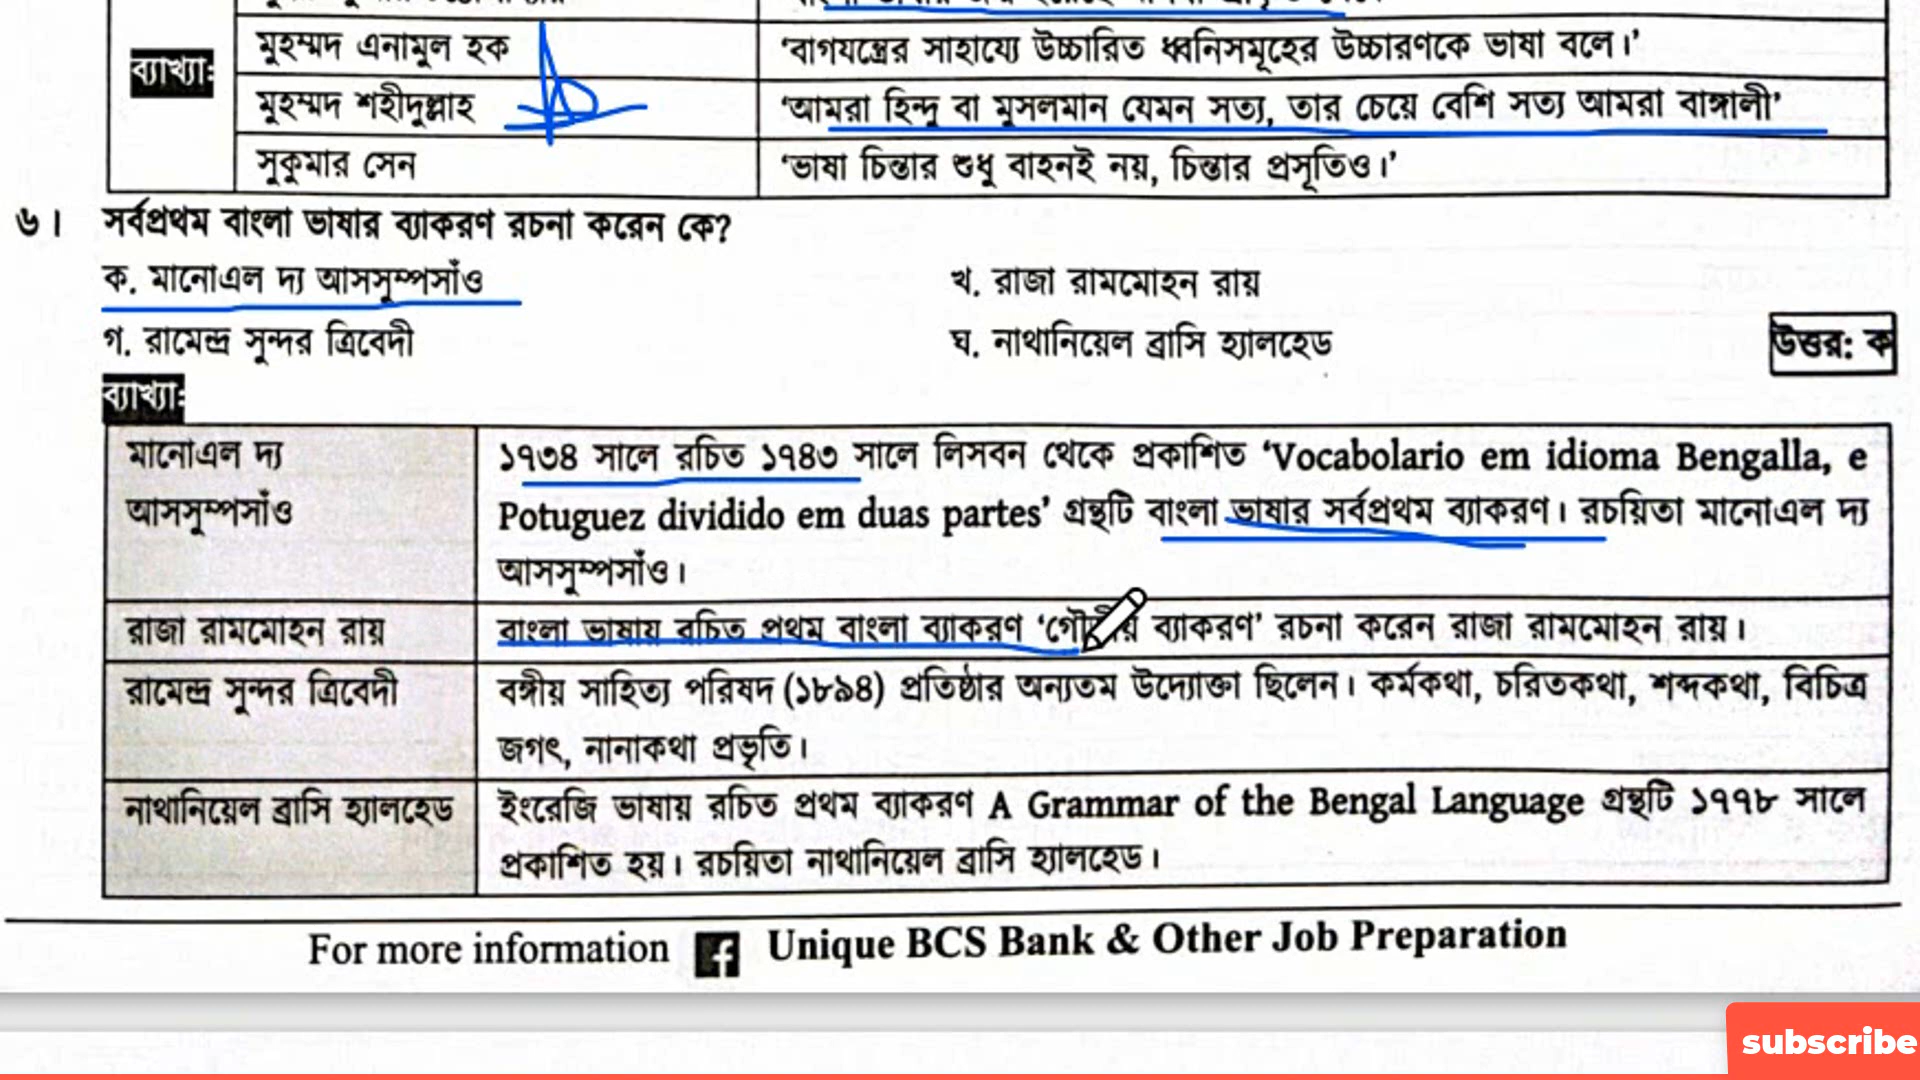 মুহম্মদ এনামুল হক
‘বাগযন্ত্রের সাহায্যে উচ্চারিত ধ্বনিসমূহের উচ্চারণকে ভাষা বলে।’
ব্যাখ্যা:
মুহম্মদ শহীদুল্লাহ
‘আমরা হিন্দু বা মুসলমান যেমন সত্য, তার চেয়ে বেশি সত্য আমরা বাঙ্গালী’
সুকুমার সেন
‘ভাষা চিন্তার শুধু বাহনই নয়, চিন্তার প্রসূতিও।’
৬। সর্বপ্রথম বাংলা ভাষার ব্যাকরণ রচনা করেন কে?
ক. মানোএল দ্য আসসুম্পসাঁও
খ. রাজা রামমোহন রায়
গ. রামেন্দ্র সুন্দর ত্রিবেদী
ঘ. নাথানিয়েল ব্রাসি হ্যালহেড
উত্তর: ক
ব্যাখ্যা:
মানোএল দ্য
আসসুম্পসাঁও
১৭৩৪ সালে রচিত ১৭৪৩ সালে লিসবন থেকে প্রকাশিত ‘Vocabolario em idioma Bengalla, e
Potuguez dividido em duas partes’ গ্রন্থটি বাংলা ভাষার সর্বপ্রথম ব্যাকরণ। রচয়িতা মানোএল দ্য
আসসুম্পসাঁও।
রাজা রামমোহন রায়
বাংলা ভাষায় রচিত প্রথম বাংলা ব্যাকরণ ‘গৌড়ীয় ব্যাকরণ’ রচনা করেন রাজা রামমোহন রায়।
রামেন্দ্র সুন্দর ত্রিবেদী
বঙ্গীয় সাহিত্য পরিষদ (১৮৯৪) প্রতিষ্ঠার অন্যতম উদ্যোক্তা ছিলেন। কর্মকথা, চরিতকথা, শব্দকথা, বিচিত্র
জগৎ, নানাকথা প্রভৃতি।
নাথানিয়েল ব্রাসি হ্যালহেড
ইংরেজি ভাষায় রচিত প্রথম ব্যাকরণ A Grammar of the Bengal Language গ্রন্থটি ১৭৭৮ সালে
প্রকাশিত হয়। রচয়িতা নাথানিয়েল ব্রাসি হ্যালহেড।
For more information f Unique BCS Bank & Other Job Preparation
subscribe